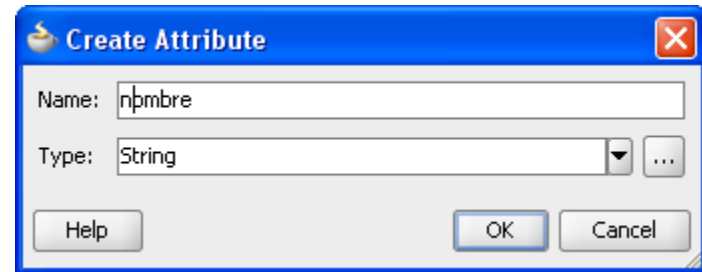 Create Attribute
Name: nombre
Type: String ...
Help OK Cancel